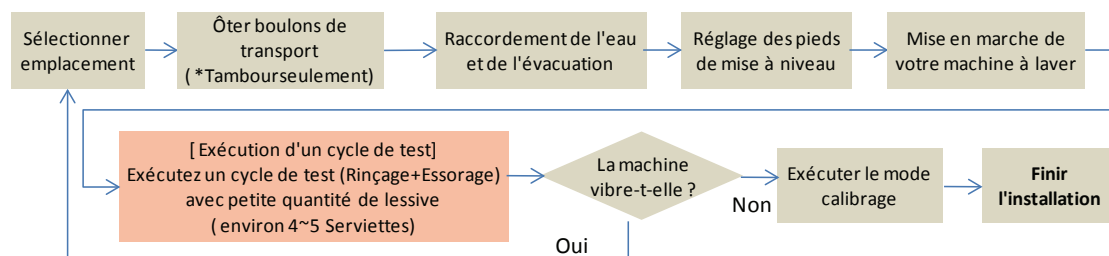 Sélectionner
emplacement
Ôter boulons de
transport
( *Tambourseulement)
Raccordement de l'eau
et de l'évacuation
Réglage des pieds
de mise à niveau
Mise en marche de
votre machine à laver
[ Exécution d'un cycle de test]
Exécutez un cycle de test (Rinçage+Essorage)
avec petite quantité de lessive
( environ 4~5 Serviettes)
La machine
vibre-t-elle ?
Non
Oui
Exécuter le mode
calibrage
Finir
l'installation